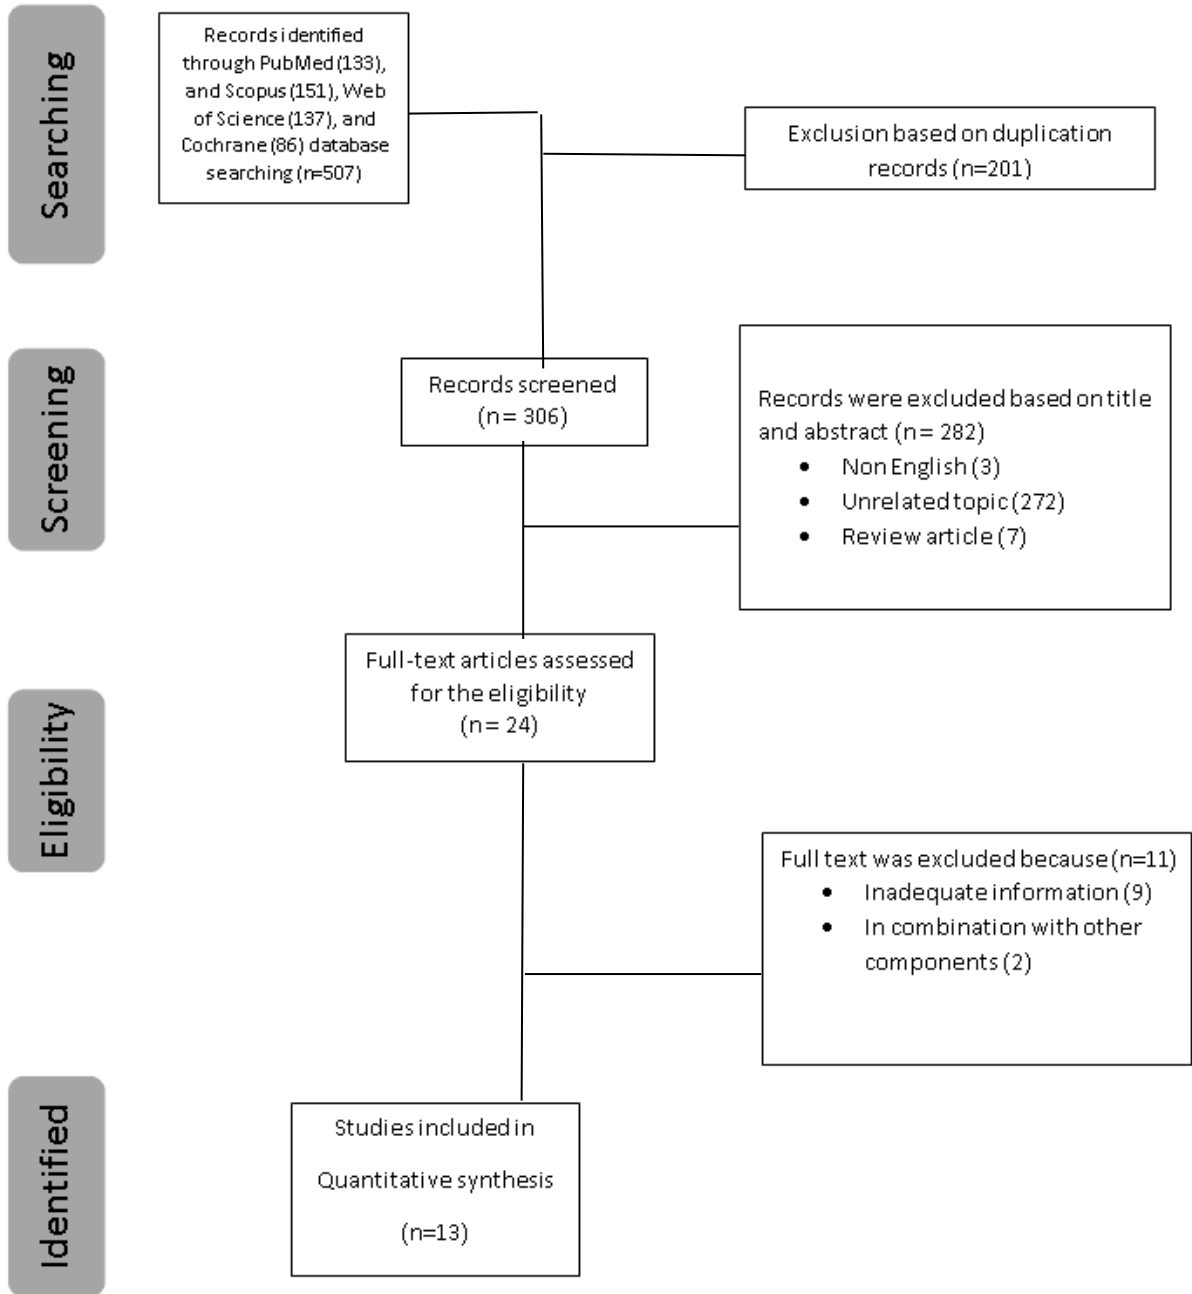 Searching
Records identified
through PubMed (133),
and Scopus (151), Web
of Science (137), and
Cochrane (86) database
searching (n=507)
Exclusion based on duplication
records (n=201)
Screening
Records screened
(n= 306)
Records were excluded based on title
and abstract (n= 282)
• Non English (3)
• Unrelated topic (272)
• Review article (7)
Eligibility
Full-text articles assessed
for the eligibility
(n= 24)
Full text was excluded because (n=11)
• Inadequate information (9)
• In combination with other
components (2)
Identified
Studies included in
Quantitative synthesis
(n=13)